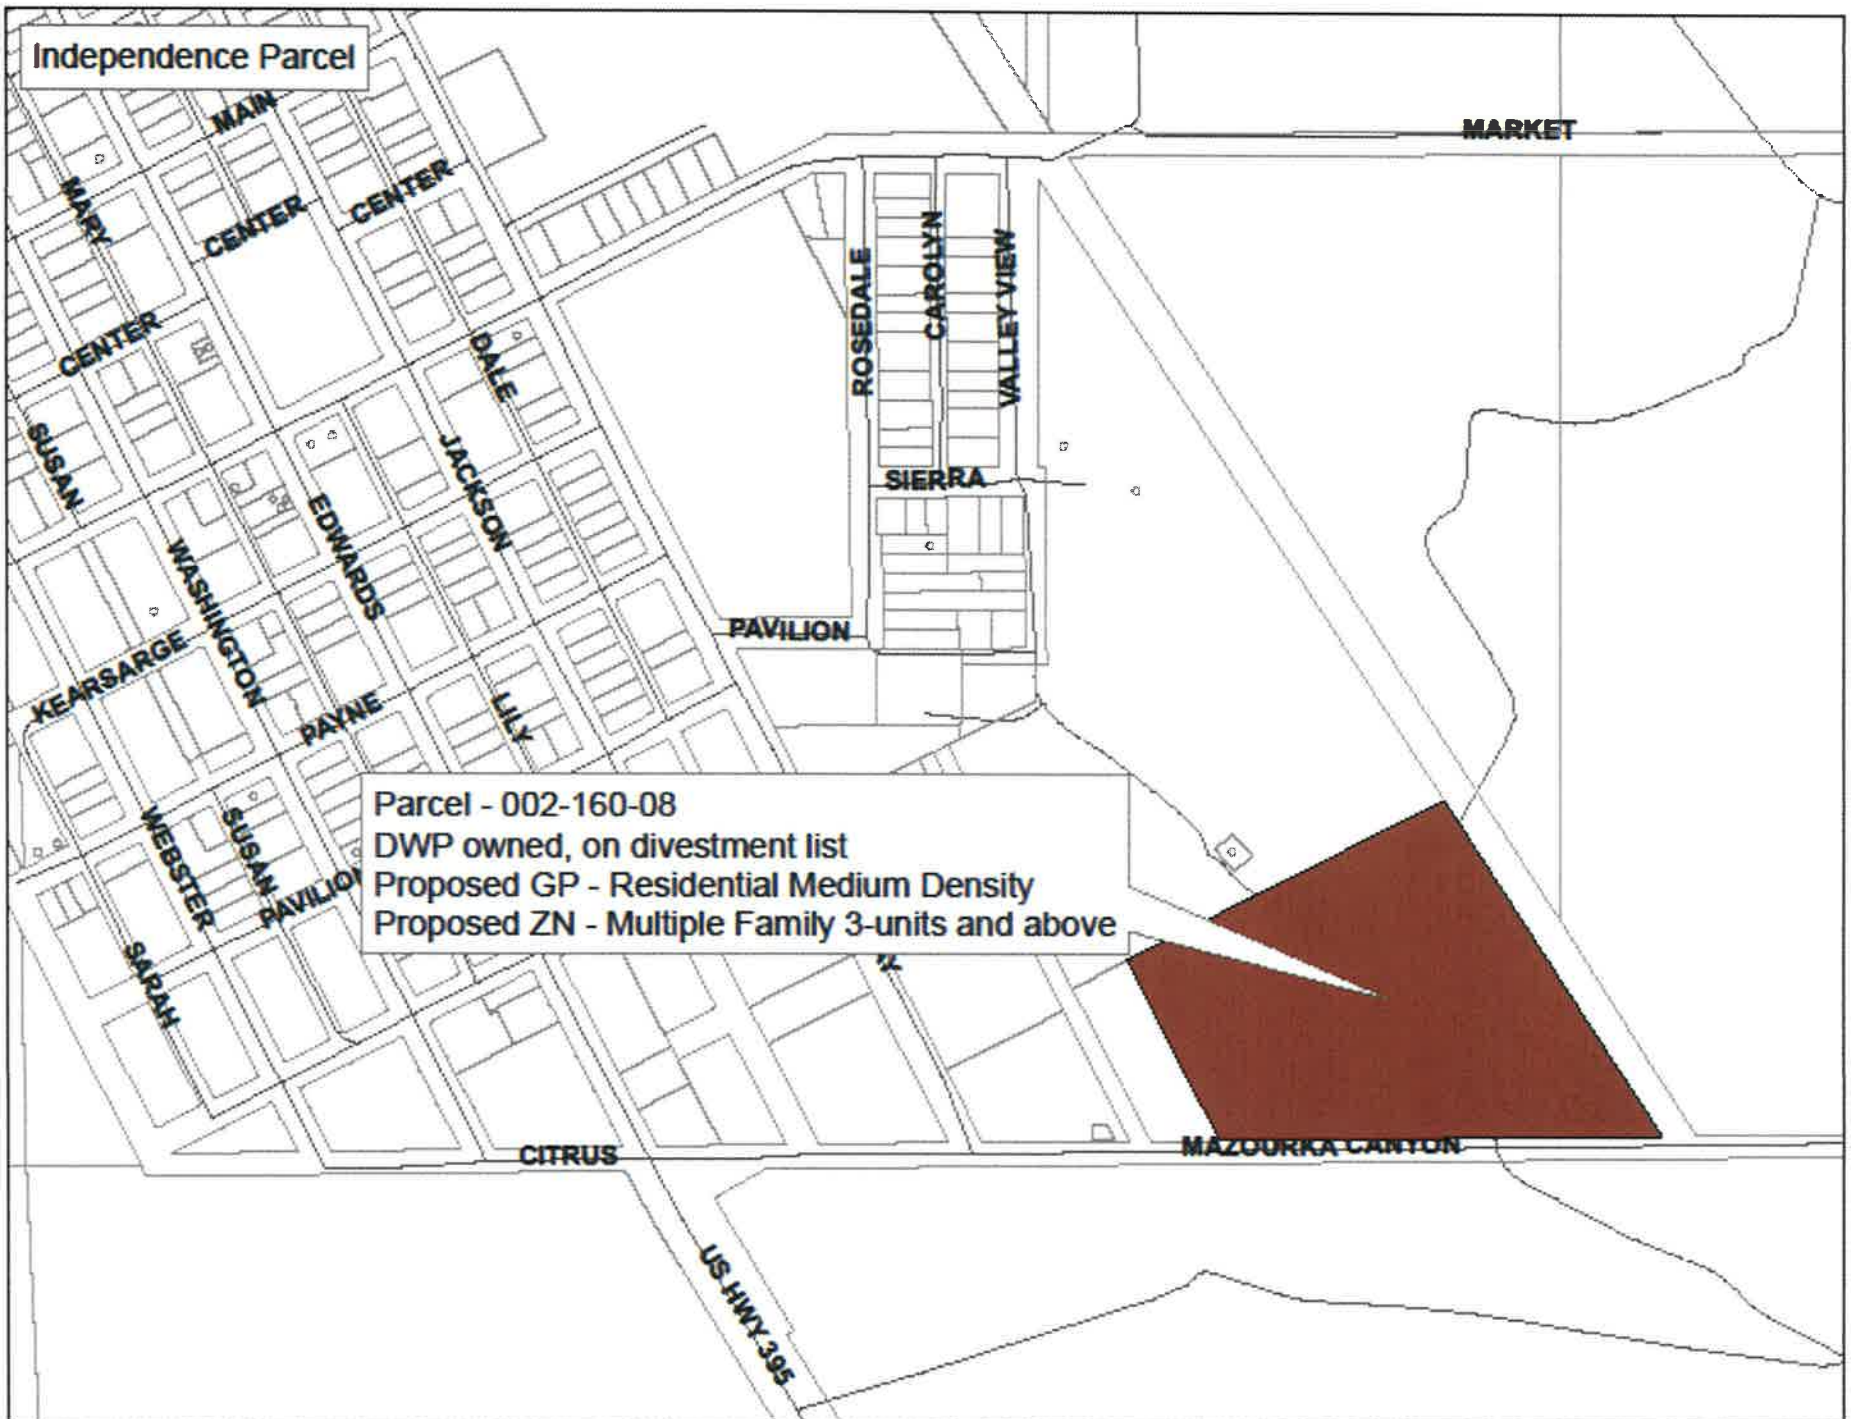 Independence Parcel
MAIN
MARKET
MARY
CENTER
CENTER
CENTER
ROSEDALE
CAROLYN
VALLEY VIEW
DALE
SUSAN
JACKSON
SIERRA
EDWARDS
WASHINGTON
PAVILION
KEARSARGE
PAYNE
LILY
Parcel - 002-160-08
DWP owned, on divestment list
Proposed GP - Residential Medium Density
Proposed ZN - Multiple Family 3-units and above
WEBSTER
SUSAN
PAVILION
SARAH
CITRUS
MAZOURKA CANYON
US HWY 395